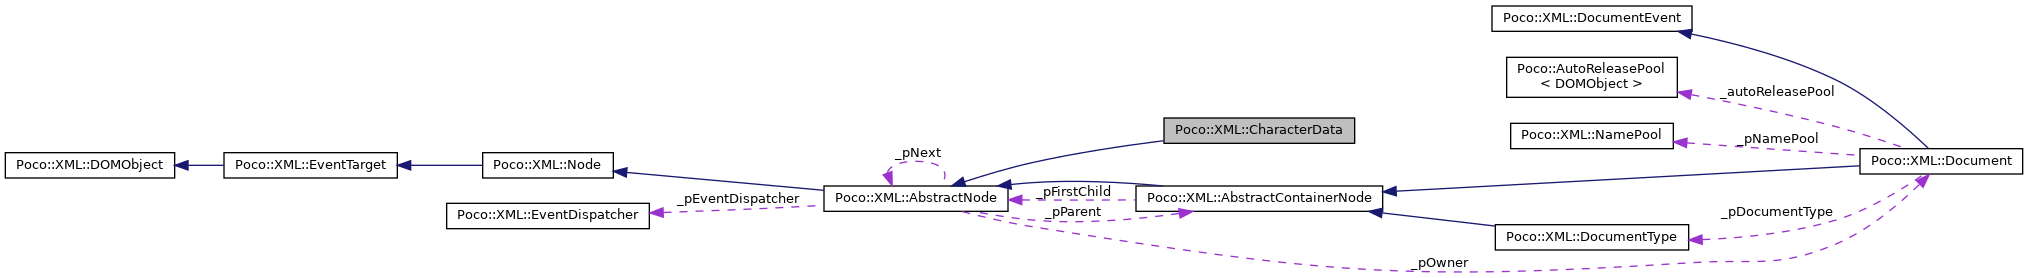 Poco::XML::DocumentEvent
Poco::AutoReleasePool
< DOMObject >
_autoReleasePool
Poco::XML::CharacterData
Poco::XML::NamePool
_pNamePool
_pNext
Poco::XML::DOMObject
Poco::XML::EventTarget
Poco::XML::Node
Poco::XML::Document
_pEventDispatcher
Poco::XML::AbstractNode
_pFirstChild
Poco::XML::AbstractContainerNode
Poco::XML::EventDispatcher
_pParent
_pDocumentType
Poco::XML::DocumentType
_pOwner